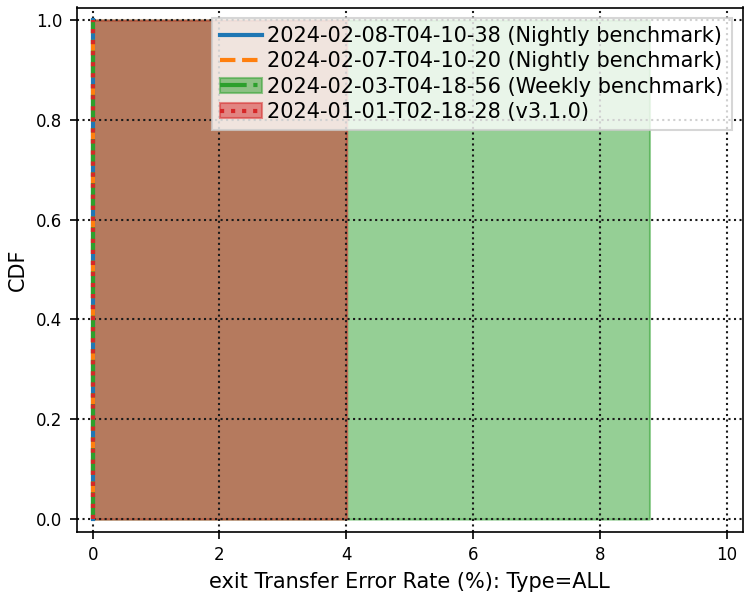 2024-02-08-T04-10-38 (Nightly benchmark)
2024-02-07-T04-10-20 (Nightly benchmark)
2024-02-03-T04-18-56 (Weekly benchmark)
2024-01-01-T02-18-28 (v3.1.0)
1.0
0.8
0.6
0.4
0.2
0.0
CDF
0 2 4 6 8 10
exit Transfer Error Rate (%): Type=ALL